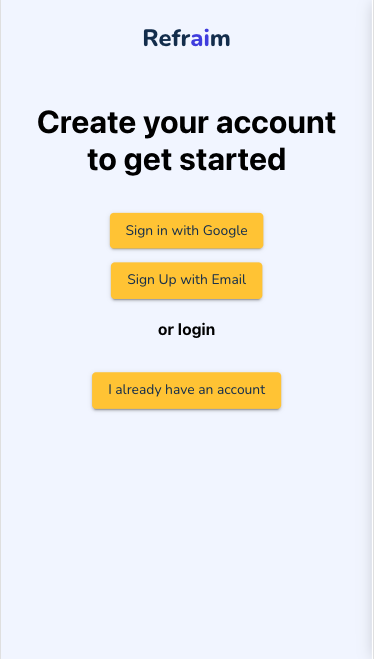 Refraim
Create your account
to get started
Sign in with Google
Sign Up with Email
or login
I already have an account